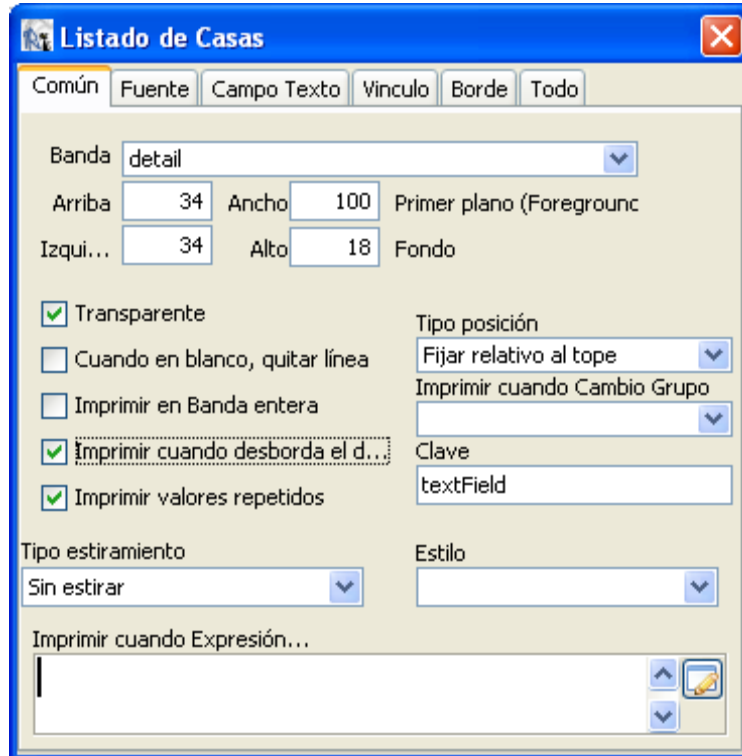 Listado de Casas
Común Fuente Campo Texto Vinculo Borde Todo
Banda detail
Arriba 34 Ancho 100 Primer plano (Foregrounc
Izqui... 34 Alto 18 Fondo
Transparente
Tipo posición
Cuando en blanco, quitar línea
Fijar relativo al tope
Imprimir cuando Cambio Grupo
Imprimir en Banda entera
Imprimir cuando desborda el d...
Clave
textField
Imprimir valores repetidos
Tipo estiramiento
Estilo
Sin estirar
Imprimir cuando Expresión...